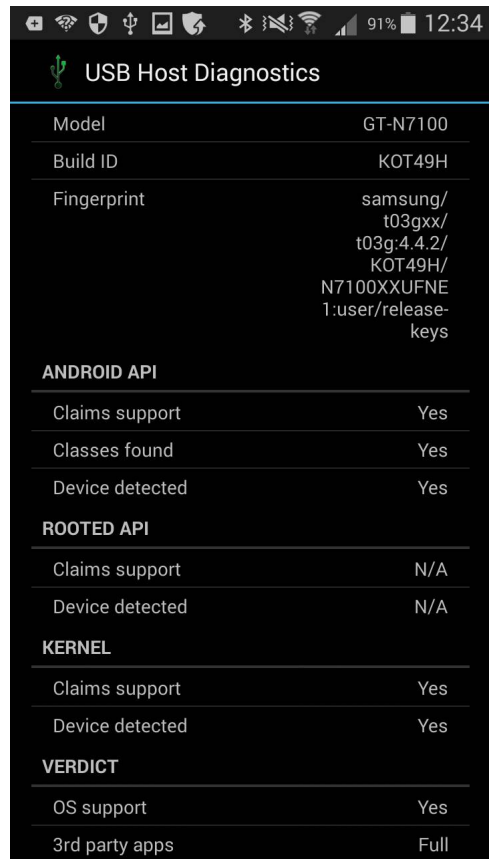 91% 12:34
USB Host Diagnostics
Model GT-N7100
Build ID KOT49H
Fingerprint samsung/
t03gxx/
t03g:4.4.2/
KOT49H/
N7100XXUFNE
1:user/release-
keys
ANDROID API
Claims support Yes
Classes found Yes
Device detected Yes
ROOTED API
Claims support N/A
Device detected N/A
KERNEL
Claims support Yes
Device detected Yes
VERDICT
OS support Yes
3rd party apps Full